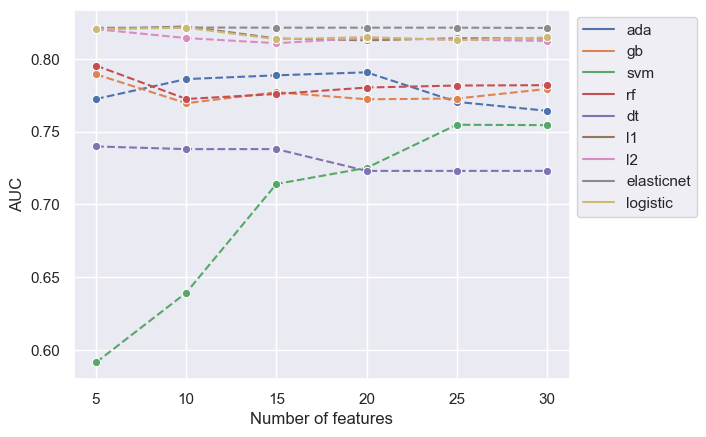 0.80
0.75
0.70
0.65
0.60
AUC
5 10 15 20 25 30
Number of features
ada
gb
svm
rf
dt
l1
l2
elasticnet
logistic